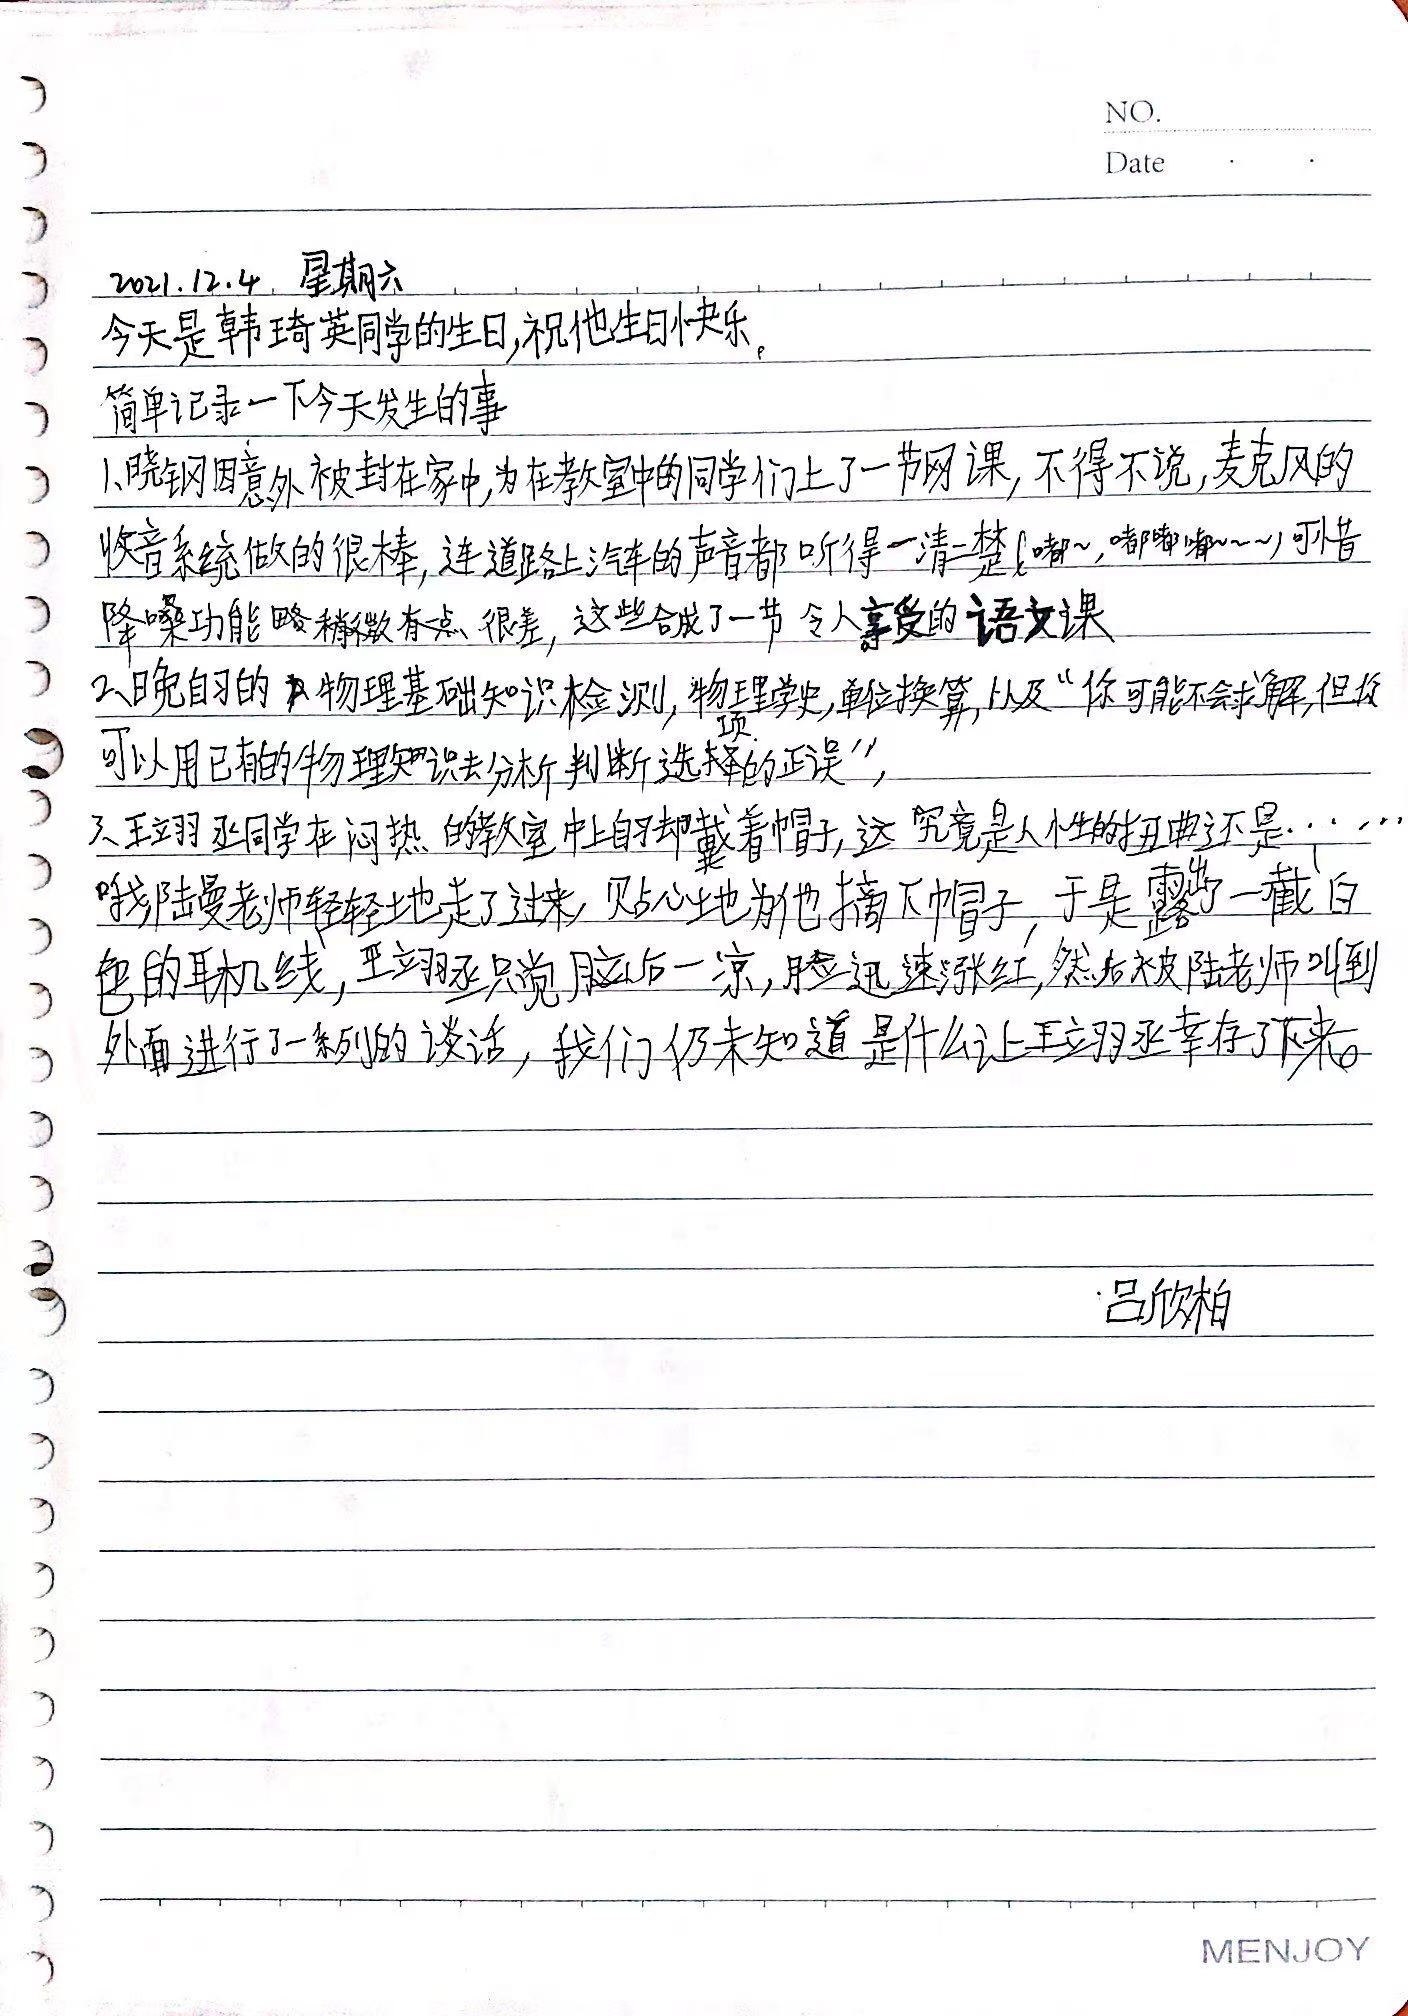 NO.
Date
2021.12.4 星期六
今天是韩琦英同学的生日,祝他生日快乐。
简单记录一下今天发生的事
1、晓钢因意外被封在家中,为在教室中的同学们上了一节网课,不得不说,麦克风的
收音系统做的很棒,连道路上汽车的声音都听得一清二楚(嘟~,嘟嘟嘟~~~),可惜
降噪功能略稍微有点很差,这些合成了一节令人享受的语文课
2、晚自习的物理基础知识检测,物理学史,单位换算,以及“你可能不会求解,但
可以用已有的物理知识去分析判断选择项的正误”,
3、王立羽丞同学在闷热的教室中上自习却戴着帽子,这究竟是人性的扭曲还是……
哦,陆曼老师轻轻地走了过来,贴心地为他摘下帽子,于是露出了一截白
色的耳机线,王立羽丞只觉脑后一凉,脸迅速涨红,然后被陆老师叫到
外面进行了一系列的谈话,我们仍未知道是什么让王立羽丞幸存了下来。
吕欣柏
MENJOY